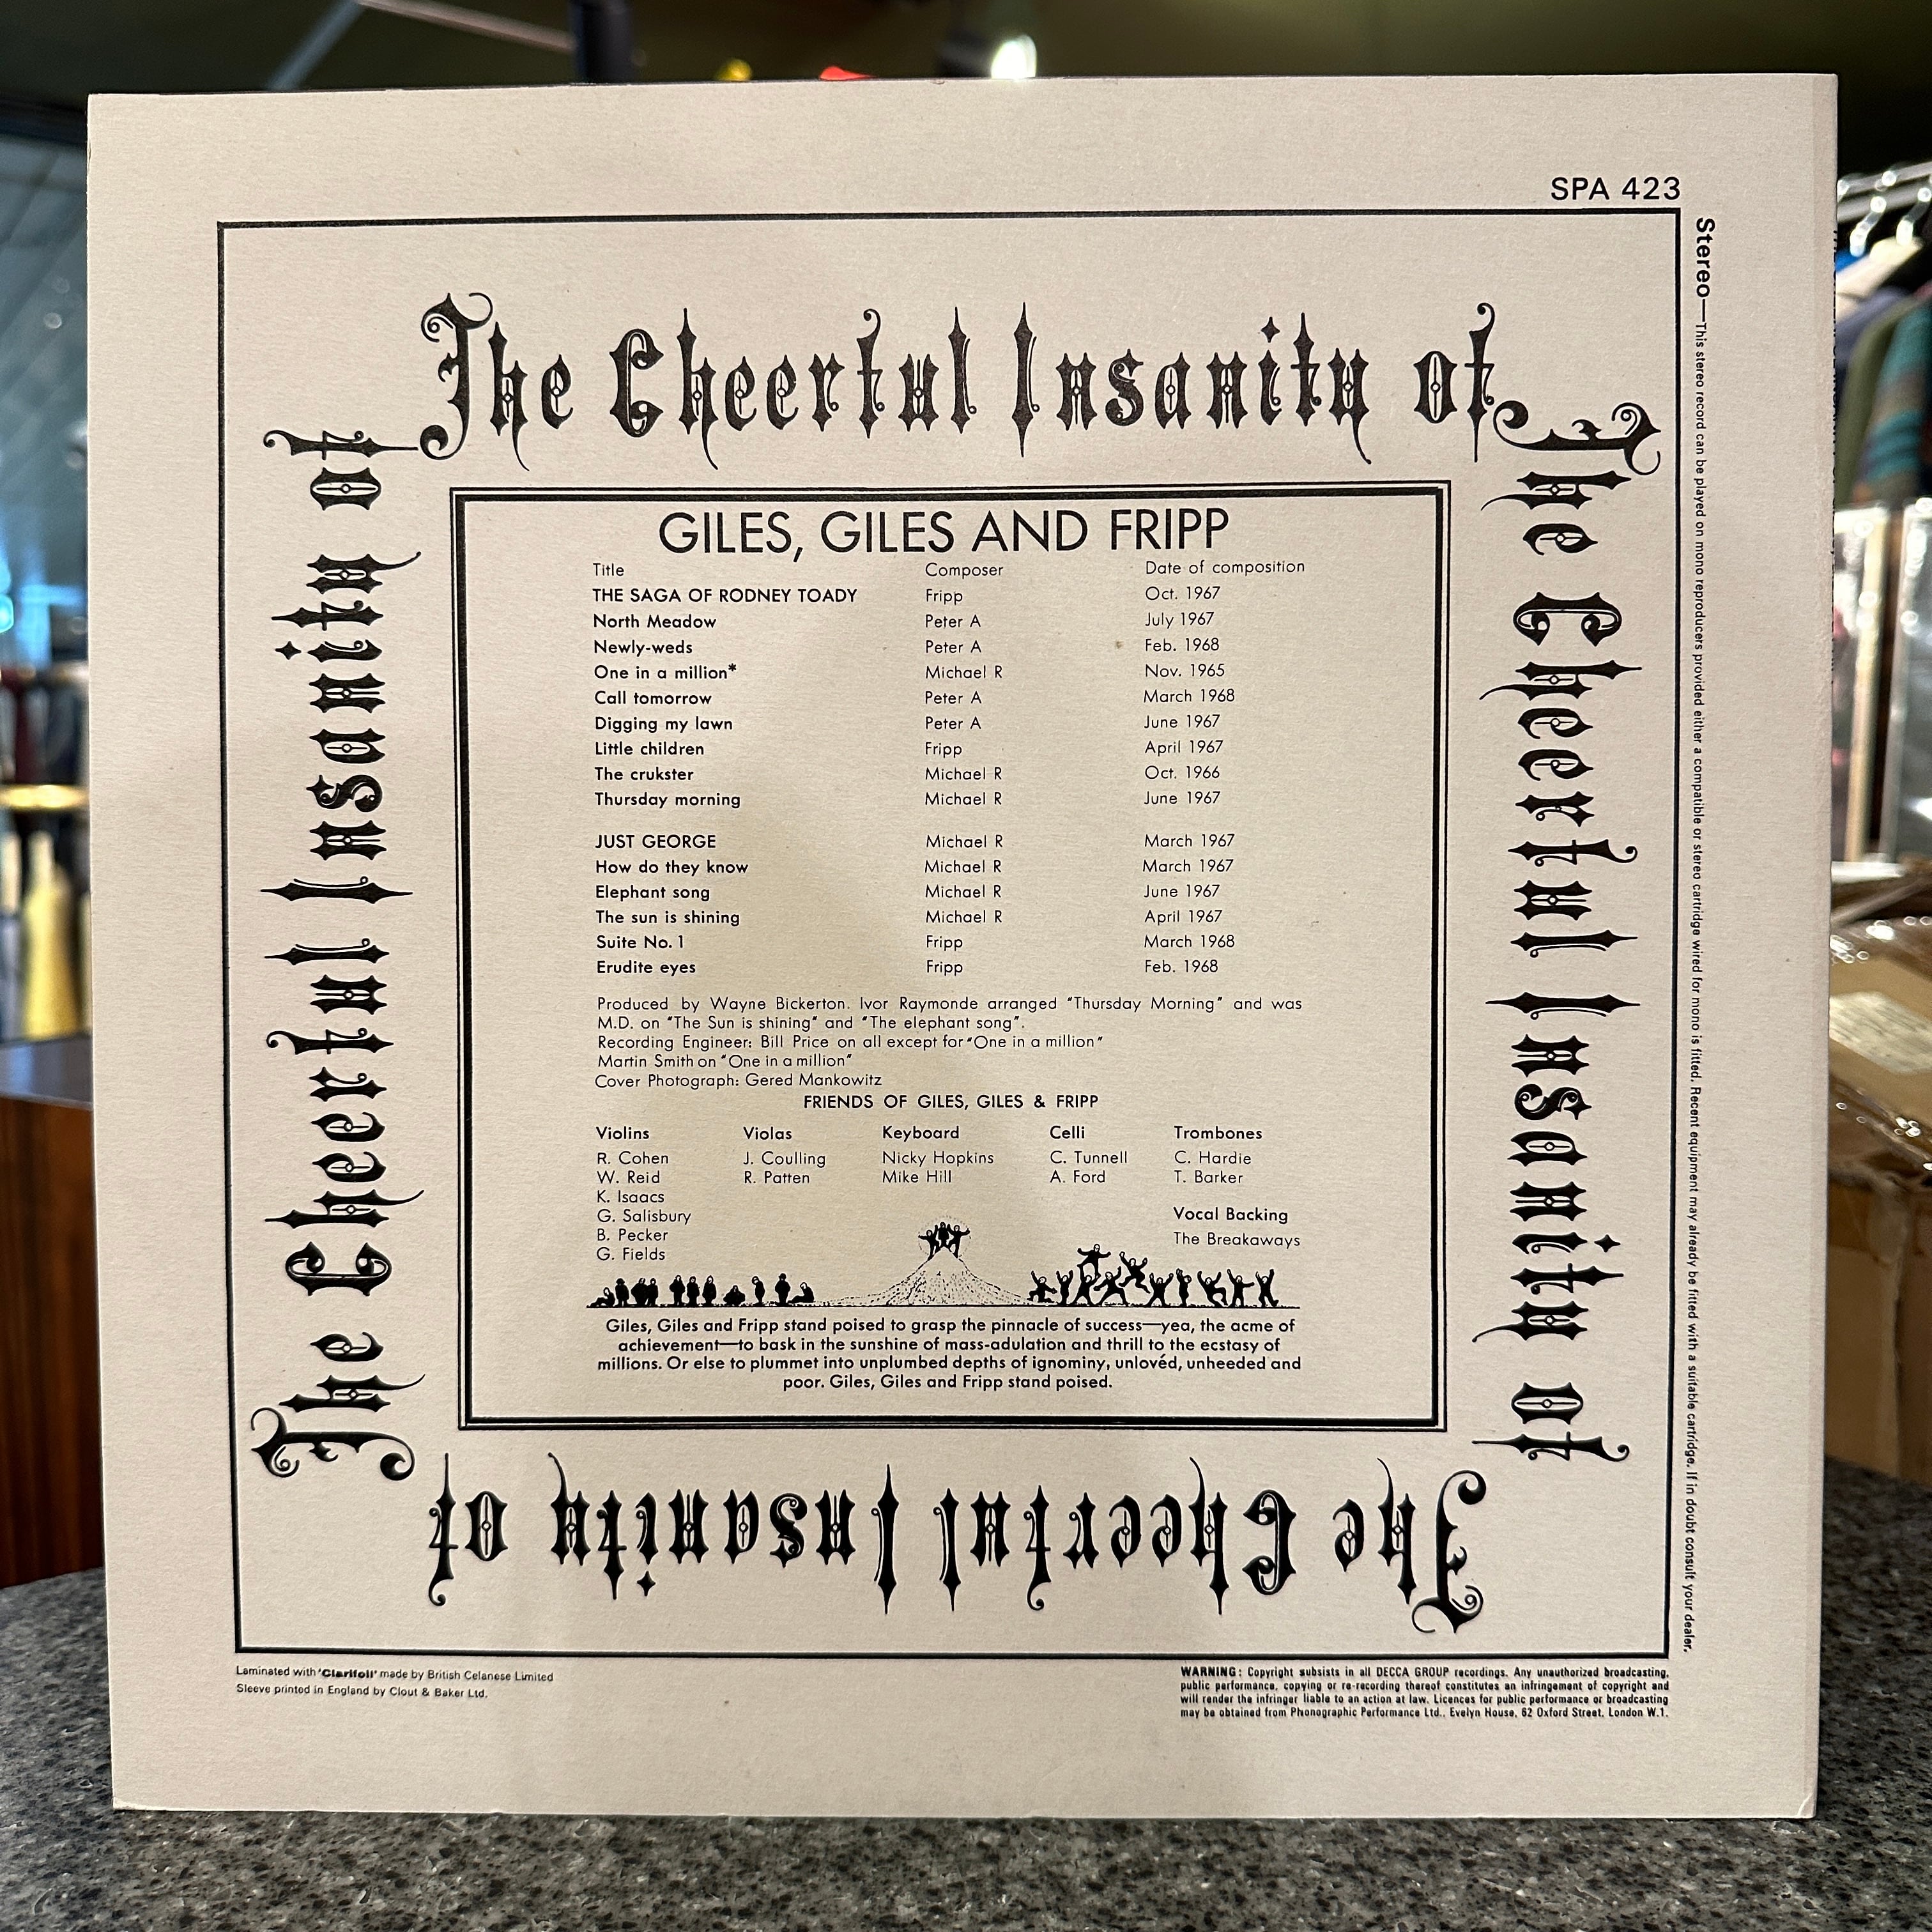 SPA 423
The Cheerful Insanity of
The Cheerful Insanity of
The Cheerful Insanity of
The Cheerful Insanity of
GILES, GILES AND FRIPP
Title Composer Date of composition
THE SAGA OF RODNEY TOADY Fripp Oct. 1967
North Meadow Peter A July 1967
Newly-weds Peter A Feb. 1968
One in a million* Michael R Nov. 1965
Call tomorrow Peter A March 1968
Digging my lawn Peter A June 1967
Little children Fripp April 1967
The crukster Michael R Oct. 1966
Thursday morning Michael R June 1967
JUST GEORGE Michael R March 1967
How do they know Michael R March 1967
Elephant song Michael R June 1967
The sun is shining Michael R April 1967
Suite No. 1 Fripp March 1968
Erudite eyes Fripp Feb. 1968
Produced by Wayne Bickerton. Ivor Raymonde arranged "Thursday Morning" and was
M.D. on "The Sun is shining" and "The elephant song".
Recording Engineer: Bill Price on all except for "One in a million"
Martin Smith on "One in a million"
Cover Photograph: Gered Mankowitz
FRIENDS OF GILES, GILES & FRIPP
Violins Violas Keyboard Celli Trombones
R. Cohen J. Coulling Nicky Hopkins C. Tunnell C. Hardie
W. Reid R. Patten Mike Hill A. Ford T. Barker
K. Isaacs
G. Salisbury Vocal Backing
B. Pecker The Breakaways
G. Fields
Giles, Giles and Fripp stand poised to grasp the pinnacle of success—yea, the acme of
achievement—to bask in the sunshine of mass-adulation and thrill to the ecstasy of
millions. Or else to plummet into unplumbed depths of ignominy, unlovéd, unheeded and
poor. Giles, Giles and Fripp stand poised.
Stereo—This stereo record can be played on mono reproducers provided either a compatible or stereo cartridge wired for mono is fitted. Recent equipment may already be fitted with a suitable cartridge. If in doubt consult your dealer.
Laminated with 'Clarifoil' made by British Celanese Limited
Sleeve printed in England by Clout & Baker Ltd.
WARNING: Copyright subsists in all DECCA GROUP recordings. Any unauthorized broadcasting,
public performance, copying or re-recording thereof constitutes an infringement of copyright and
will render the infringer liable to an action at law. Licences for public performance or broadcasting
may be obtained from Phonographic Performance Ltd., Evelyn House, 62 Oxford Street, London W.1.